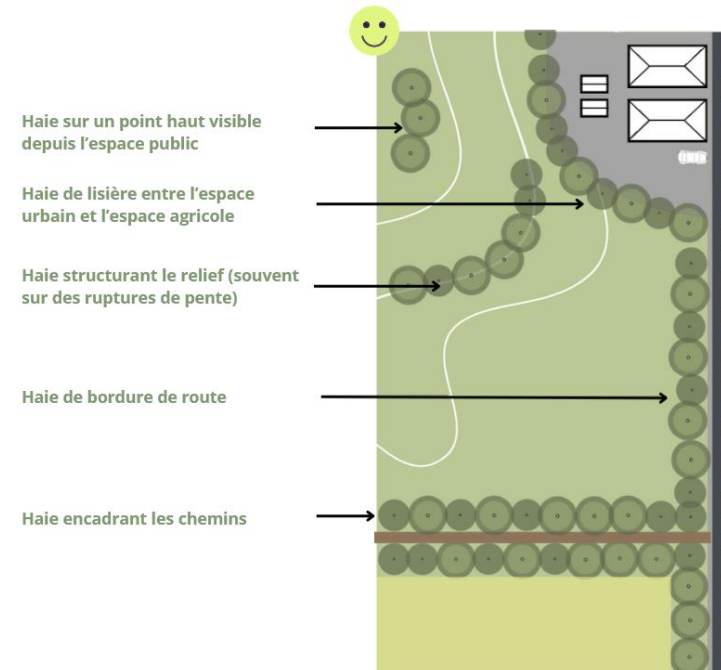 Haie sur un point haut visible
depuis l’espace public
Haie de lisière entre l’espace
urbain et l’espace agricole
Haie structurant le relief (souvent
sur des ruptures de pente)
Haie de bordure de route
Haie encadrant les chemins